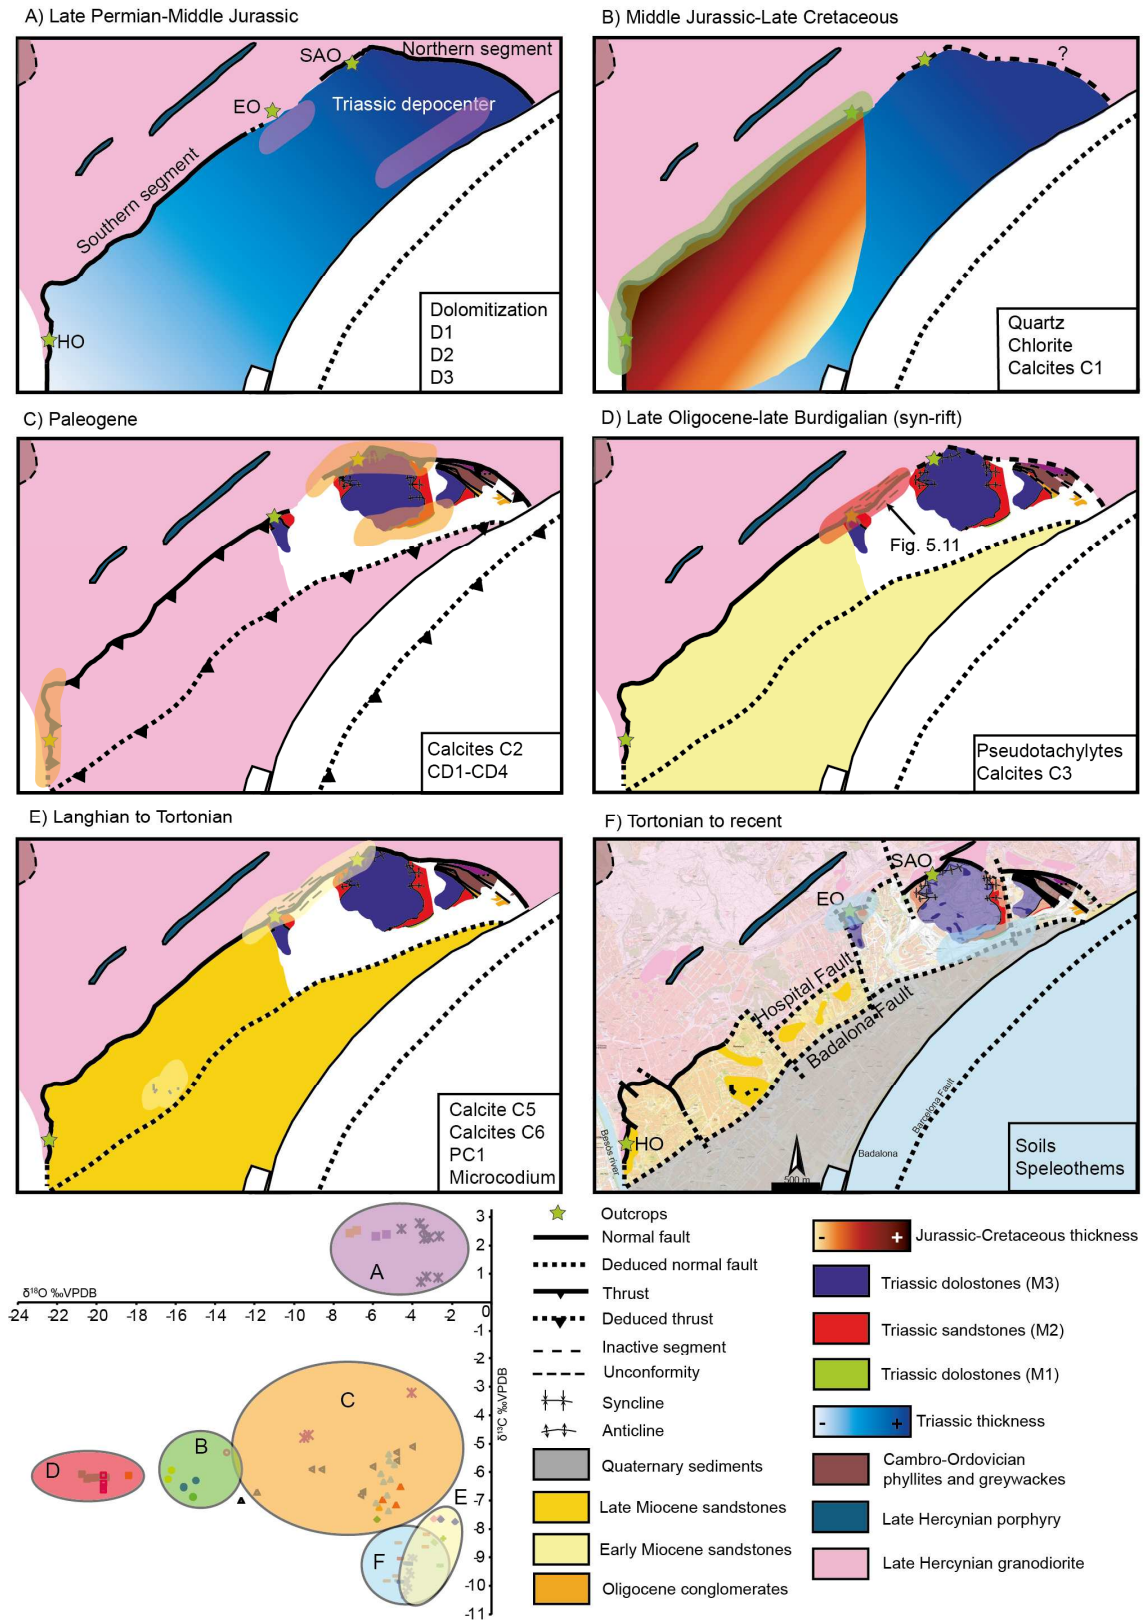 A) Late Permian-Middle Jurassic
SAO
Northern segment
EO
Triassic depocenter
Southern segment
HO
Dolomitization
D1
D2
D3
B) Middle Jurassic-Late Cretaceous
?
Quartz
Chlorite
Calcites C1
C) Paleogene
Calcites C2
CD1-CD4
D) Late Oligocene-late Burdigalian (syn-rift)
Fig. 5.11
Pseudotachylytes
Calcites C3
E) Langhian to Tortonian
Calcite C5
Calcites C6
PC1
Microcodium
F) Tortonian to recent
SAO
EO
Hospital Fault
Badalona Fault
Barcelona Fault
Besòs river
HO
Badalona
500 m
Soils
Speleothems
δ18O ‰VPDB
-24 -22 -20 -18 -16 -14 -12 -10 -8 -6 -4 -2 0
3
2
1
-1
-2
-3
-4
-5
-6
-7
-8
-9
-10
-11
δ13C ‰VPDB
A
B
C
D
E
F
Outcrops
Normal fault
Deduced normal fault
Thrust
Deduced thrust
Inactive segment
Unconformity
Syncline
Anticline
Quaternary sediments
Late Miocene sandstones
Early Miocene sandstones
Oligocene conglomerates
- + Jurassic-Cretaceous thickness
Triassic dolostones (M3)
Triassic sandstones (M2)
Triassic dolostones (M1)
- + Triassic thickness
Cambro-Ordovician
phyllites and greywackes
Late Hercynian porphyry
Late Hercynian granodiorite